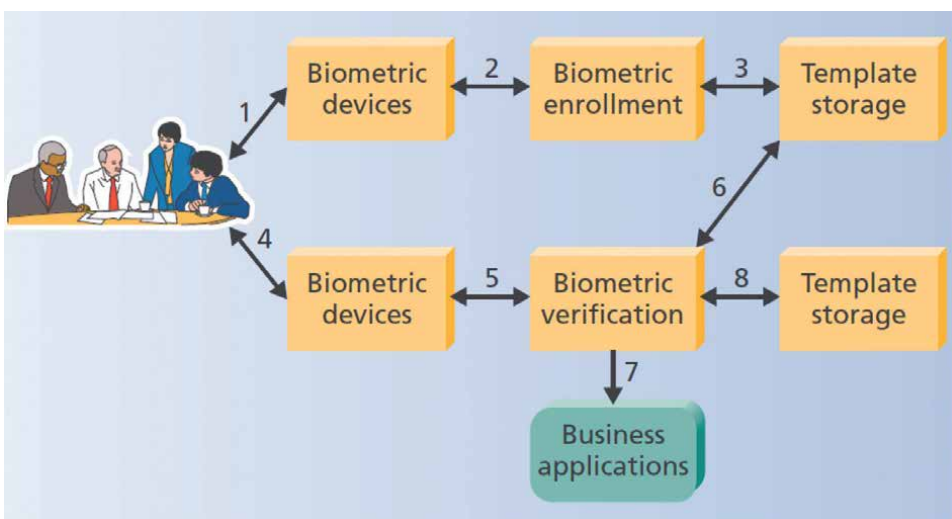 Biometric
devices
Biometric
enrollment
Template
storage
1
2
3
6
4
5
8
Biometric
devices
Biometric
verification
Template
storage
7
Business
applications